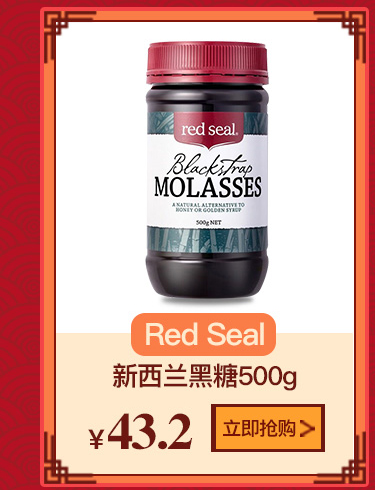 red seal
Blackstrap
MOLASSES
A NATURAL ALTERNATIVE TO
HONEY OR GOLDEN SYRUP
500g NET
Red Seal
新西兰黑糖500g
¥43.2
立即抢购>